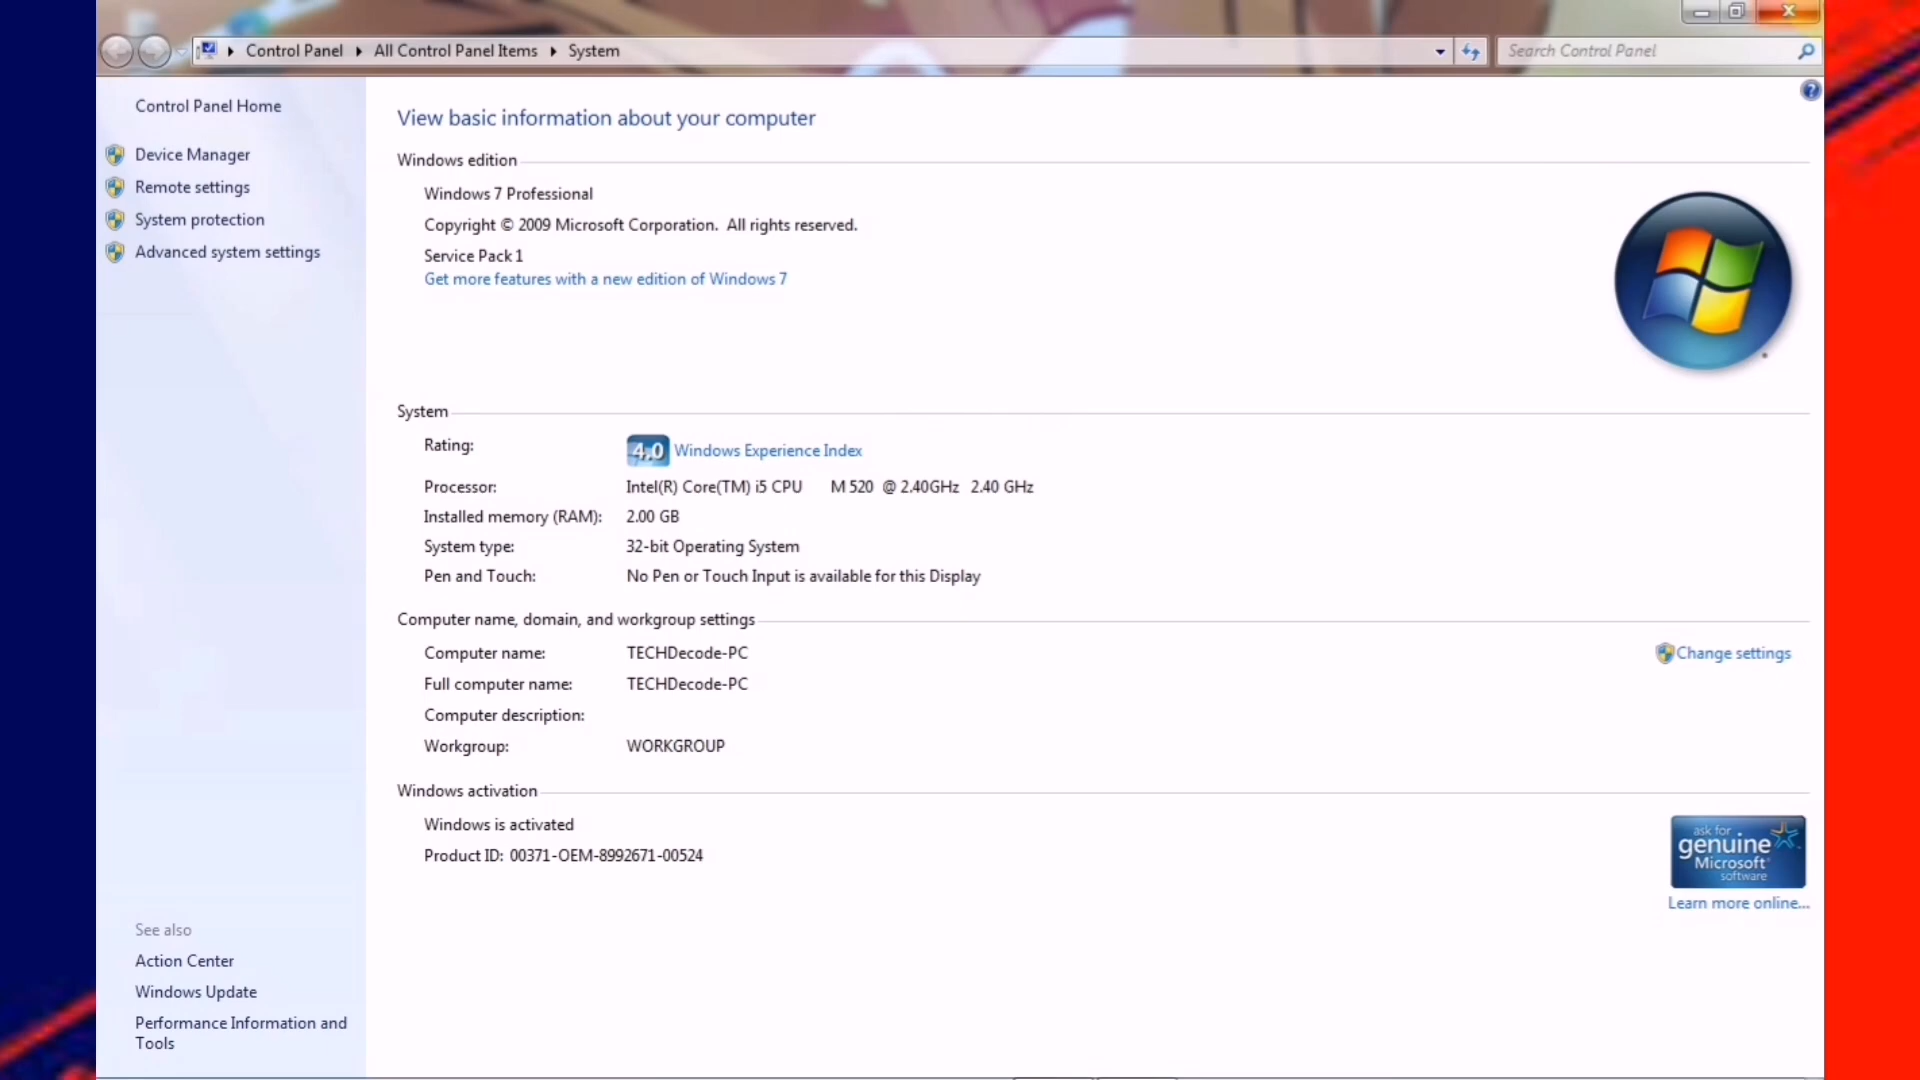 Control Panel All Control Panel Items System
Search Control Panel
Control Panel Home
Device Manager
Remote settings
System protection
Advanced system settings
See also
Action Center
Windows Update
Performance Information and
Tools
View basic information about your computer
Windows edition
Windows 7 Professional
Copyright © 2009 Microsoft Corporation. All rights reserved.
Service Pack 1
Get more features with a new edition of Windows 7
System
Rating: 4.0 Windows Experience Index
Processor: Intel(R) Core(TM) i5 CPU M 520 @ 2.40GHz 2.40 GHz
Installed memory (RAM): 2.00 GB
System type: 32-bit Operating System
Pen and Touch: No Pen or Touch Input is available for this Display
Computer name, domain, and workgroup settings
Computer name: TECHDecode-PC
Change settings
Full computer name: TECHDecode-PC
Computer description:
Workgroup: WORKGROUP
Windows activation
Windows is activated
Product ID: 00371-OEM-8992671-00524
ask for
genuine
Microsoft
software
Learn more online...